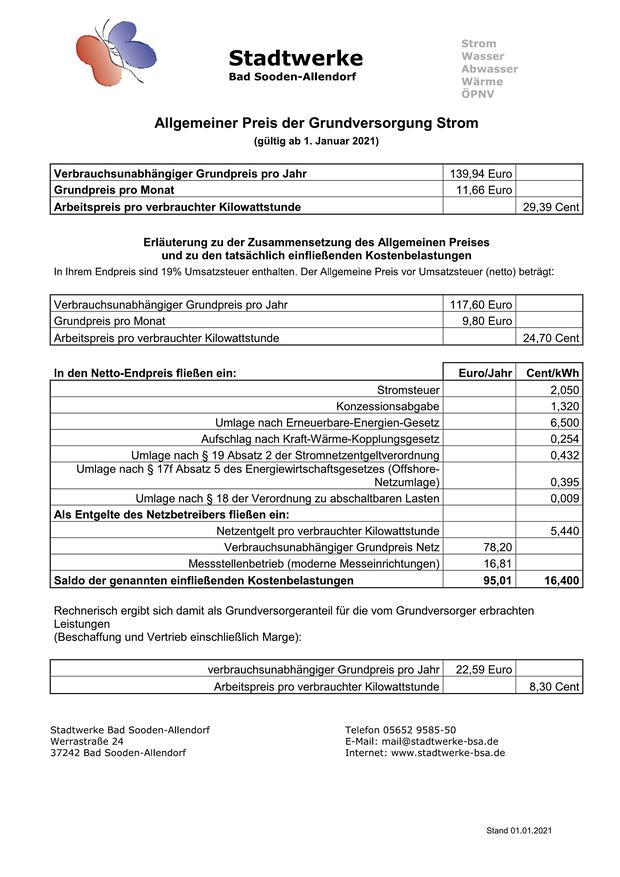 Stadtwerke
Bad Sooden-Allendorf
Strom
Wasser
Abwasser
Wärme
ÖPNV
Allgemeiner Preis der Grundversorgung Strom
(gültig ab 1. Januar 2021)
Verbrauchsunabhängiger Grundpreis pro Jahr 139,94 Euro
Grundpreis pro Monat 11,66 Euro
Arbeitspreis pro verbrauchter Kilowattstunde 29,39 Cent
Erläuterung zu der Zusammensetzung des Allgemeinen Preises
und zu den tatsächlich einfließenden Kostenbelastungen
In Ihrem Endpreis sind 19% Umsatzsteuer enthalten. Der Allgemeine Preis vor Umsatzsteuer (netto) beträgt:
Verbrauchsunabhängiger Grundpreis pro Jahr 117,60 Euro
Grundpreis pro Monat 9,80 Euro
Arbeitspreis pro verbrauchter Kilowattstunde 24,70 Cent
In den Netto-Endpreis fließen ein: Euro/Jahr Cent/kWh
Stromsteuer 2,050
Konzessionsabgabe 1,320
Umlage nach Erneuerbare-Energien-Gesetz 6,500
Aufschlag nach Kraft-Wärme-Kopplungsgesetz 0,254
Umlage nach § 19 Absatz 2 der Stromnetzentgeltverordnung 0,432
Umlage nach § 17f Absatz 5 des Energiewirtschaftsgesetzes (Offshore-
Netzumlage) 0,395
Umlage nach § 18 der Verordnung zu abschaltbaren Lasten 0,009
Als Entgelte des Netzbetreibers fließen ein:
Netzentgelt pro verbrauchter Kilowattstunde 5,440
Verbrauchsunabhängiger Grundpreis Netz 78,20
Messstellenbetrieb (moderne Messeinrichtungen) 16,81
Saldo der genannten einfließenden Kostenbelastungen 95,01 16,400
Rechnerisch ergibt sich damit als Grundversorgeranteil für die vom Grundversorger erbrachten
Leistungen
(Beschaffung und Vertrieb einschließlich Marge):
verbrauchsunabhängiger Grundpreis pro Jahr 22,59 Euro
Arbeitspreis pro verbrauchter Kilowattstunde 8,30 Cent
Stadtwerke Bad Sooden-Allendorf
Werrastraße 24
37242 Bad Sooden-Allendorf
Telefon 05652 9585-50
E-Mail: mail@stadtwerke-bsa.de
Internet: www.stadtwerke-bsa.de
Stand 01.01.2021